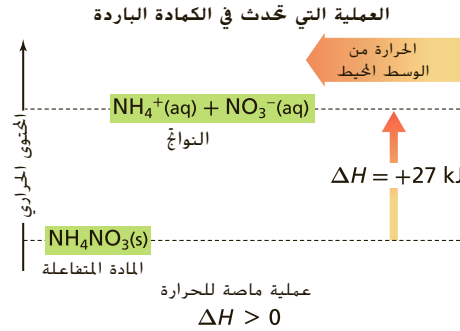 العملية التي تحدث في الكمادة الباردة
الحرارة من
الوسط المحيط
المحتوى الحراري
NH₄⁺(aq) + NO₃⁻(aq)
النواتج
ΔH = +27 kJ
NH₄NO₃(s)
المادة المتفاعلة
عملية ماصة للحرارة
ΔH > 0